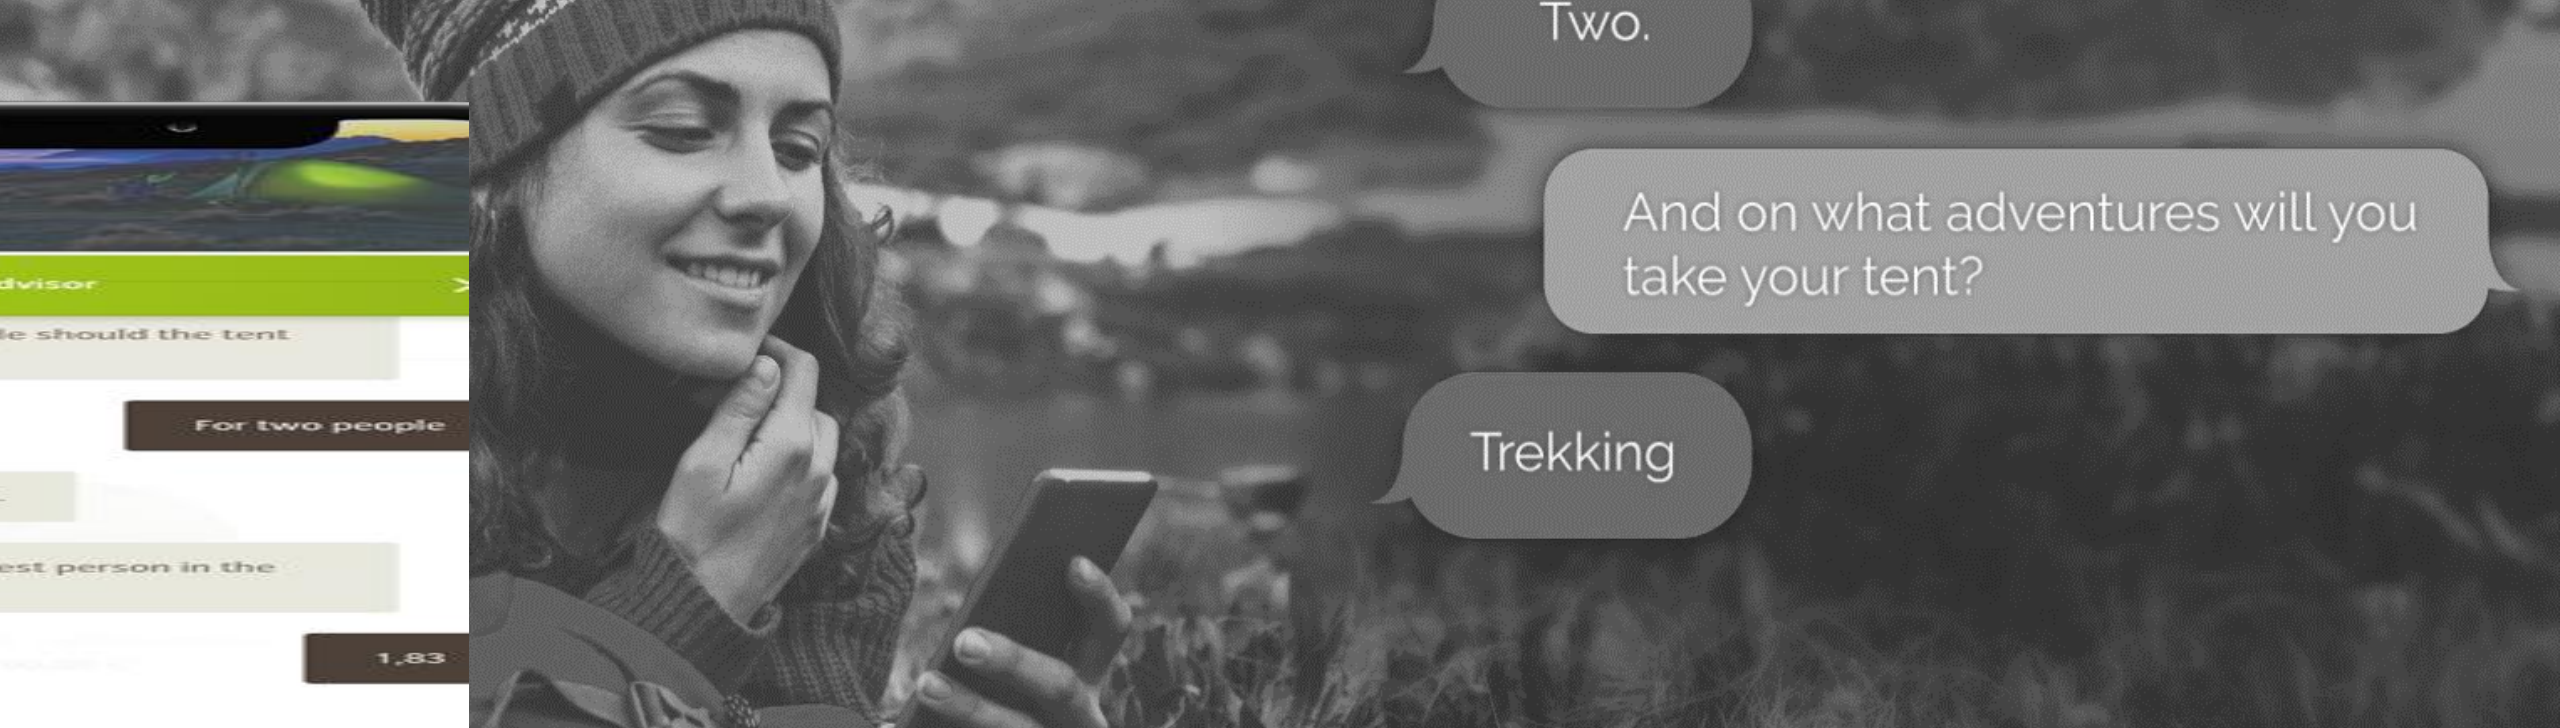 dvisor
le should the tent
For two people
est person in the
1,83
Two.
And on what adventures will you
take your tent?
Trekking